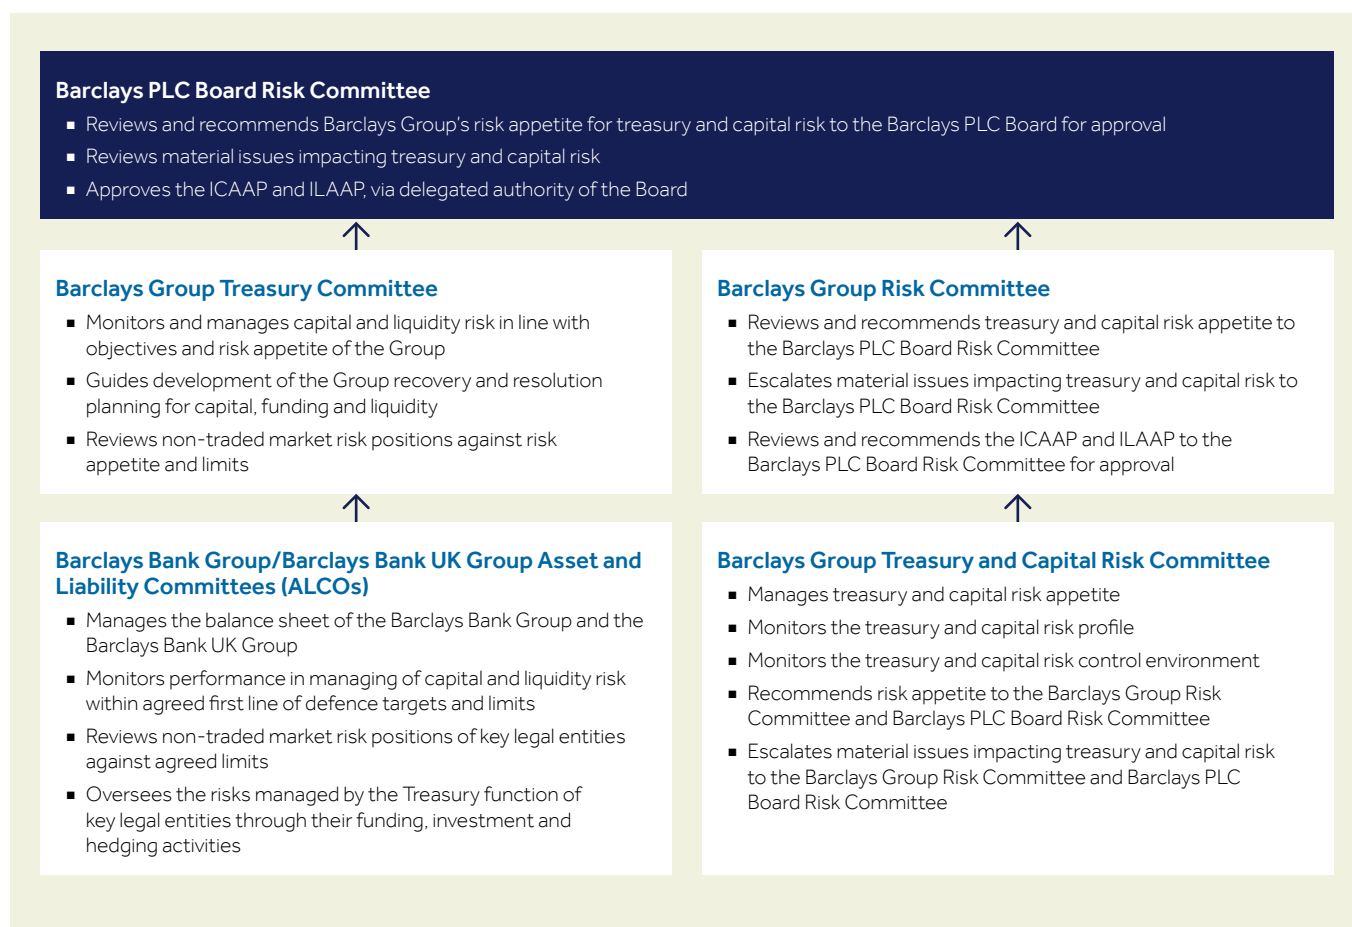 Barclays PLC Board Risk Committee
▪ Reviews and recommends Barclays Group's risk appetite for treasury and capital risk to the Barclays PLC Board for approval
▪ Reviews material issues impacting treasury and capital risk
▪ Approves the ICAAP and ILAAP, via delegated authority of the Board
Barclays Group Treasury Committee
▪ Monitors and manages capital and liquidity risk in line with
objectives and risk appetite of the Group
▪ Guides development of the Group recovery and resolution
planning for capital, funding and liquidity
▪ Reviews non-traded market risk positions against risk
appetite and limits
Barclays Group Risk Committee
▪ Reviews and recommends treasury and capital risk appetite to
the Barclays PLC Board Risk Committee
▪ Escalates material issues impacting treasury and capital risk to
the Barclays PLC Board Risk Committee
▪ Reviews and recommends the ICAAP and ILAAP to the
Barclays PLC Board Risk Committee for approval
Barclays Bank Group/Barclays Bank UK Group Asset and
Liability Committees (ALCOs)
▪ Manages the balance sheet of the Barclays Bank Group and the
Barclays Bank UK Group
▪ Monitors performance in managing of capital and liquidity risk
within agreed first line of defence targets and limits
▪ Reviews non-traded market risk positions of key legal entities
against agreed limits
▪ Oversees the risks managed by the Treasury function of
key legal entities through their funding, investment and
hedging activities
Barclays Group Treasury and Capital Risk Committee
▪ Manages treasury and capital risk appetite
▪ Monitors the treasury and capital risk profile
▪ Monitors the treasury and capital risk control environment
▪ Recommends risk appetite to the Barclays Group Risk
Committee and Barclays PLC Board Risk Committee
▪ Escalates material issues impacting treasury and capital risk
to the Barclays Group Risk Committee and Barclays PLC
Board Risk Committee